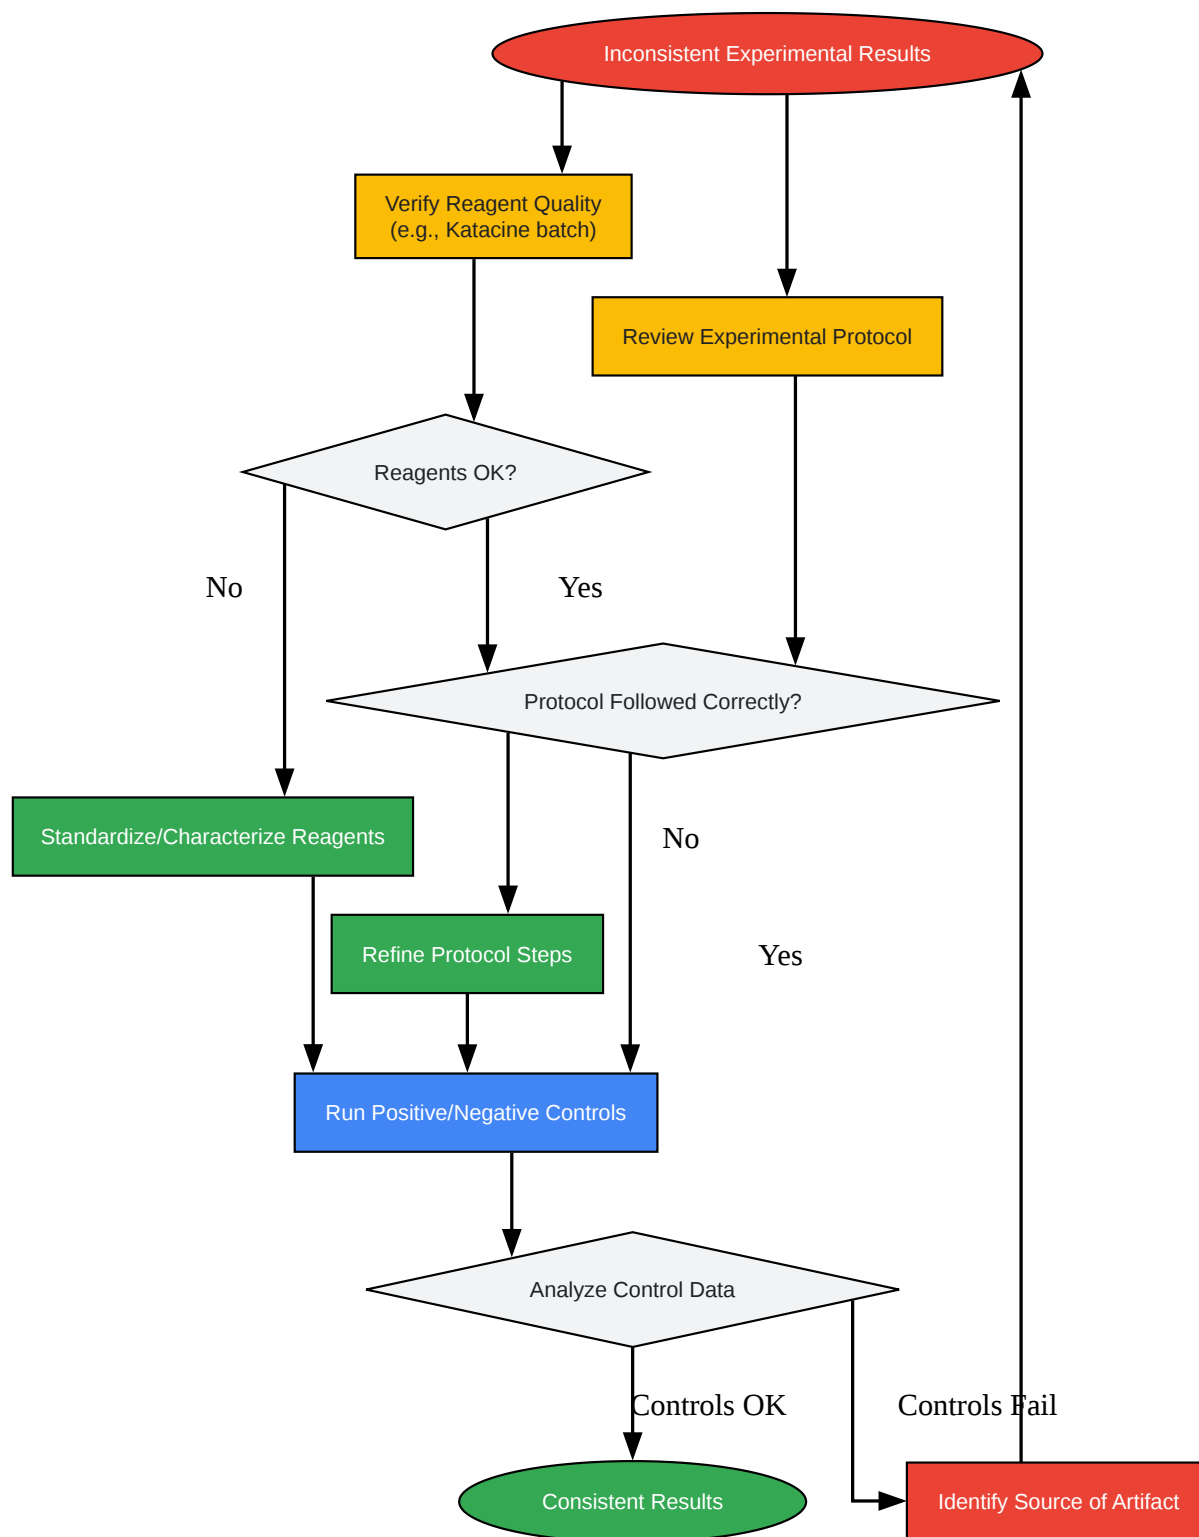 Inconsistent Experimental Results
Verify Reagent Quality
(e.g., Katacine batch)
Review Experimental Protocol
Reagents OK?
No
Yes
Protocol Followed Correctly?
Standardize/Characterize Reagents
No
Refine Protocol Steps
Yes
Run Positive/Negative Controls
Analyze Control Data
Controls OK
Controls Fail
Consistent Results
Identify Source of Artifact